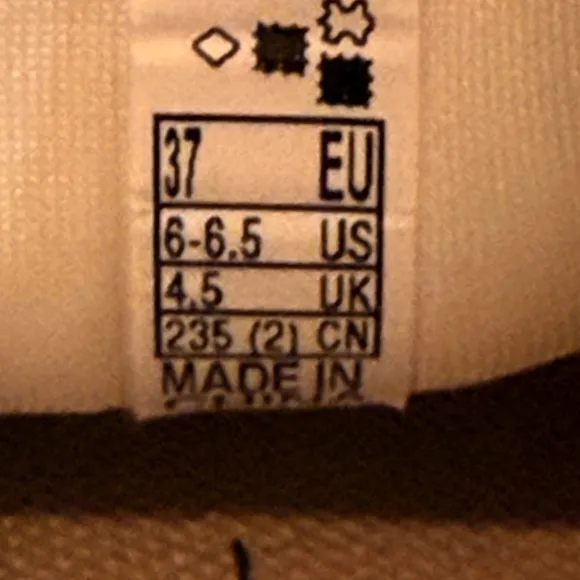 37 EU
6-6.5 US
4.5 UK
235 (2) CN
MADE IN